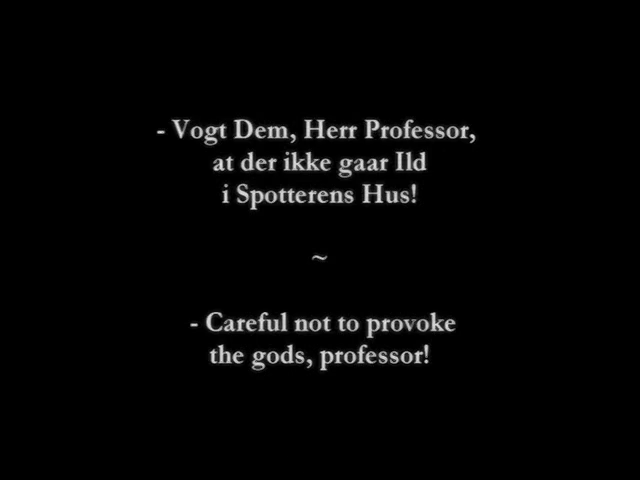 - Vogt Dem, Herr Professor,
at der ikke gaar Ild
i Spotterens Hus!
~
- Careful not to provoke
the gods, professor!